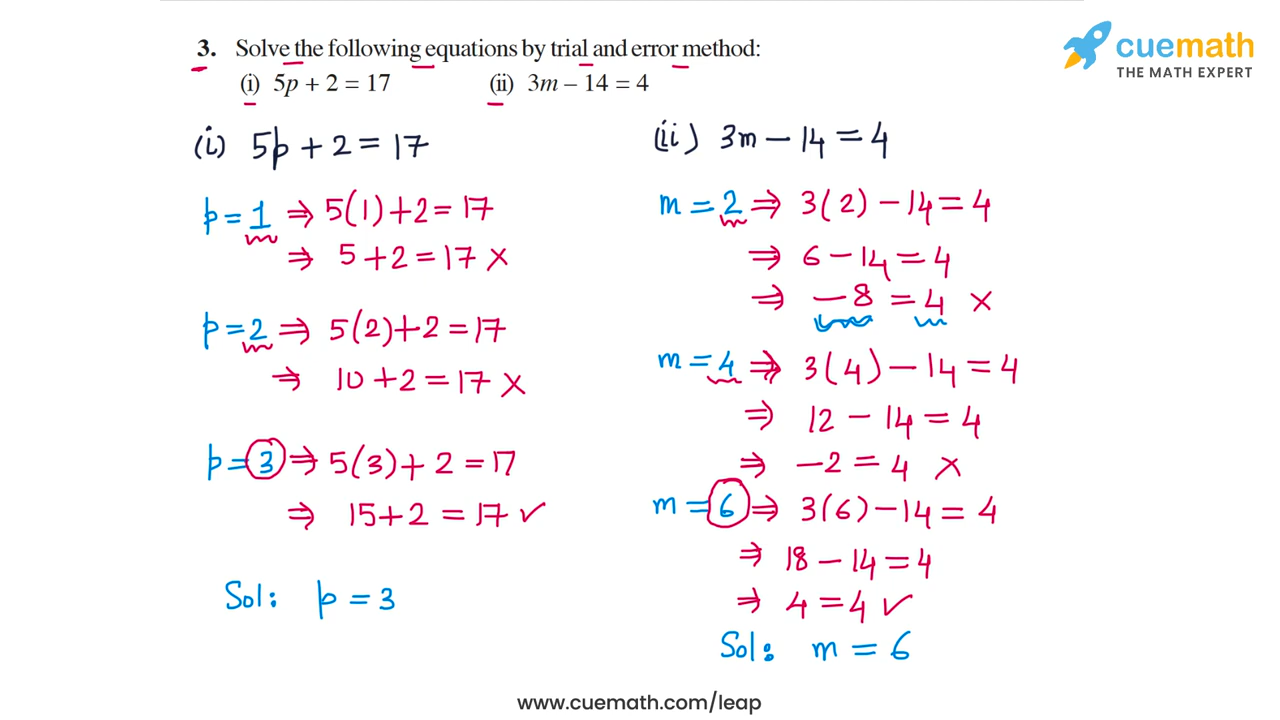 3. Solve the following equations by trial and error method:
(i) 5p + 2 = 17 (ii) 3m – 14 = 4
cuemath
THE MATH EXPERT
(i) 5p + 2 = 17
p = 1 ⇒ 5(1) + 2 = 17
⇒ 5 + 2 = 17 ×
p = 2 ⇒ 5(2) + 2 = 17
⇒ 10 + 2 = 17 ×
p = 3 ⇒ 5(3) + 2 = 17
⇒ 15 + 2 = 17 ✓
Sol: p = 3
(ii) 3m – 14 = 4
m = 2 ⇒ 3(2) – 14 = 4
⇒ 6 – 14 = 4
⇒ –8 = 4 ×
m = 4 ⇒ 3(4) – 14 = 4
⇒ 12 – 14 = 4
⇒ –2 = 4 ×
m = 6 ⇒ 3(6) – 14 = 4
⇒ 18 – 14 = 4
⇒ 4 = 4 ✓
Sol: m = 6
www.cuemath.com/leap